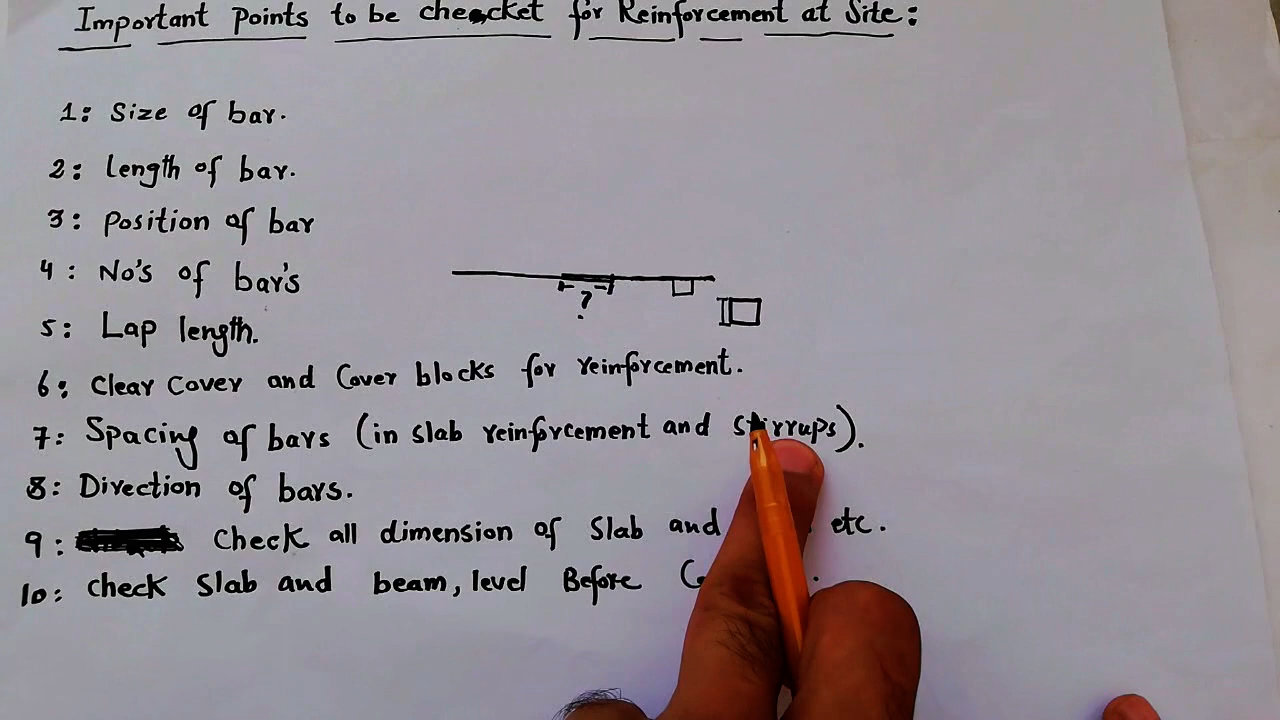 Important Points to be checket for Reinforcement at Site:
1: Size of bar.
2: length of bar.
3: position of bar
4: No's of bar's
?
5: Lap length.
6: Clear Cover and Cover blocks for reinforcement.
7: Spacing of bars (in slab reinforcement and stirrups).
8: Direction of bars.
9: Check all dimension of Slab and etc.
10: check Slab and beam, level Before